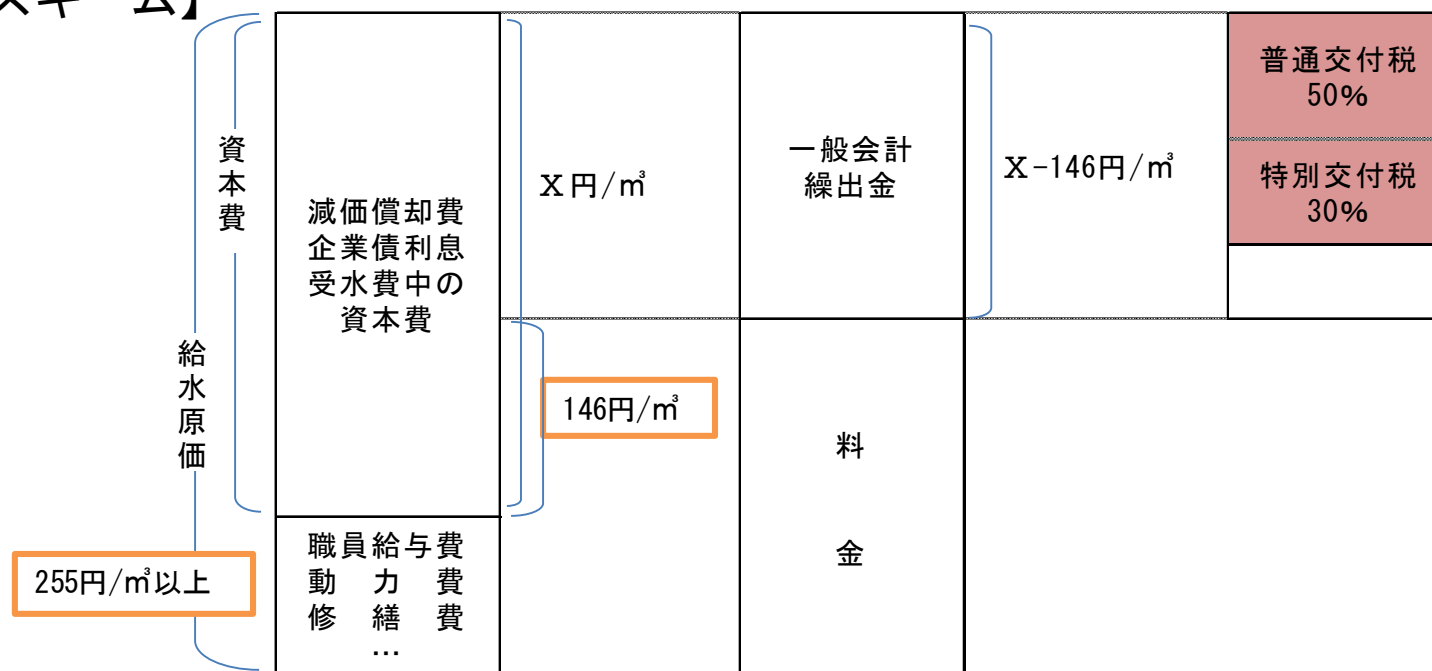 スキーム】
給水原価
255円/㎥以上
資本費
減価償却費
企業債利息
受水費中の
資本費
職員給与費
動力費
修繕費
…
X円/㎥
146円/㎥
一般会計
繰出金
料金
X-146円/㎥
普通交付税
50%
特別交付税
30%